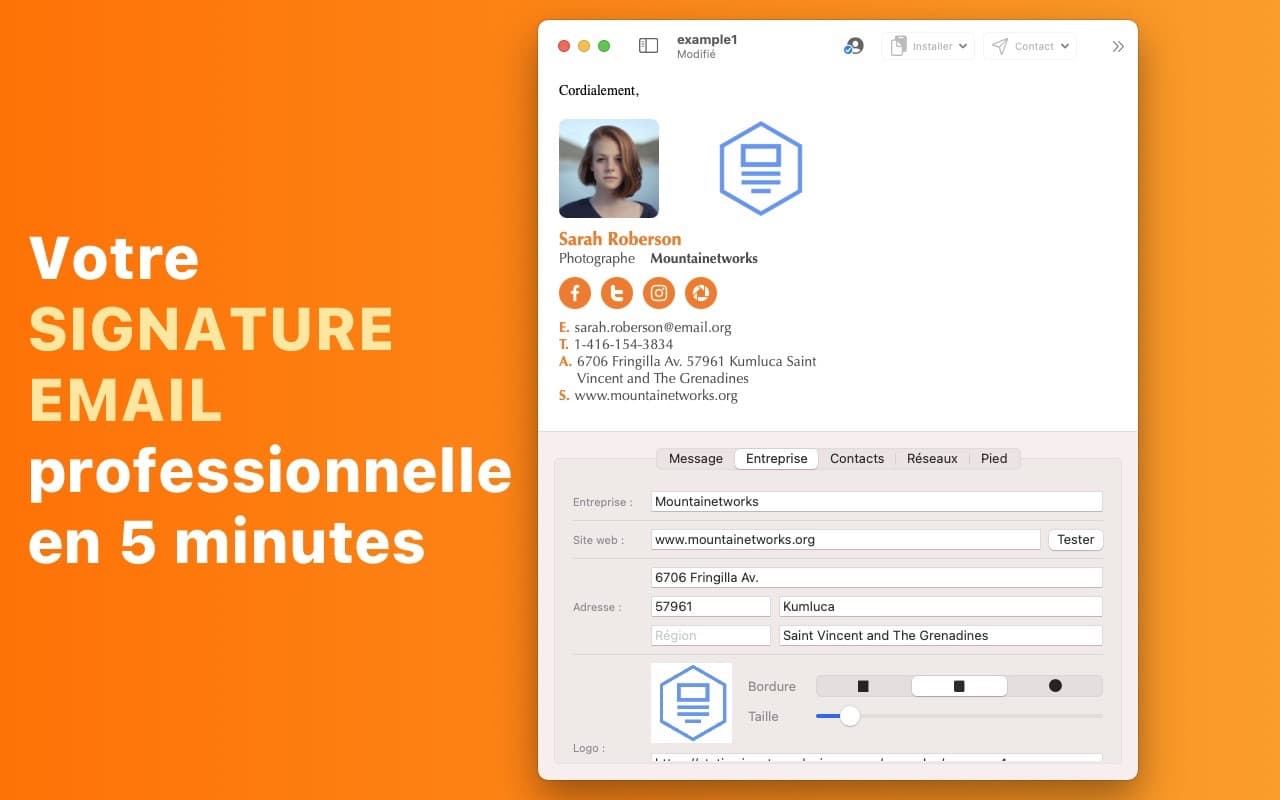 Votre
SIGNATURE
EMAIL
professionnelle
en 5 minutes
example1
Modifié
Installer
Contact
Cordialement,
Sarah Roberson
Photographe Mountainetworks
E. sarah.roberson@email.org
T. 1-416-154-3834
A. 6706 Fringilla Av. 57961 Kumluca Saint
Vincent and The Grenadines
S. www.mountainetworks.org
Message Entreprise Contacts Réseaux Pied
Entreprise : Mountainetworks
Site web : www.mountainetworks.org Tester
6706 Fringilla Av.
Adresse : 57961 Kumluca
Région Saint Vincent and The Grenadines
Bordure
Taille
Logo :